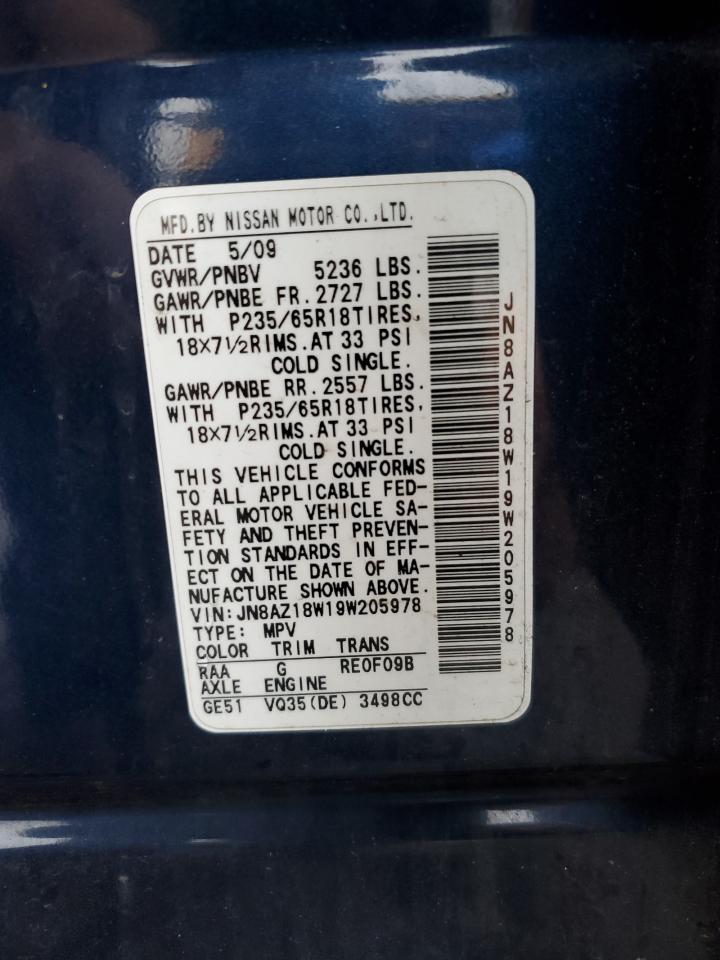 MFD.BY NISSAN MOTOR CO.,LTD.
DATE 5/09
GVWR/PNBV 5236 LBS.
GAWR/PNBE FR. 2727 LBS.
WITH P235/65R18TIRES,
18X7½RIMS.AT 33 PSI
COLD SINGLE.
GAWR/PNBE RR. 2557 LBS.
WITH P235/65R18TIRES,
18X7½RIMS.AT 33 PSI
COLD SINGLE.
THIS VEHICLE CONFORMS
TO ALL APPLICABLE FED-
ERAL MOTOR VEHICLE SA-
FETY AND THEFT PREVEN-
TION STANDARDS IN EFF-
ECT ON THE DATE OF MA-
NUFACTURE SHOWN ABOVE.
VIN:JN8AZ18W19W205978
TYPE: MPV
COLOR TRIM TRANS
RAA G RE0F09B
AXLE ENGINE
GE51 VQ35(DE) 3498CC
JN8AZ18W19W205978